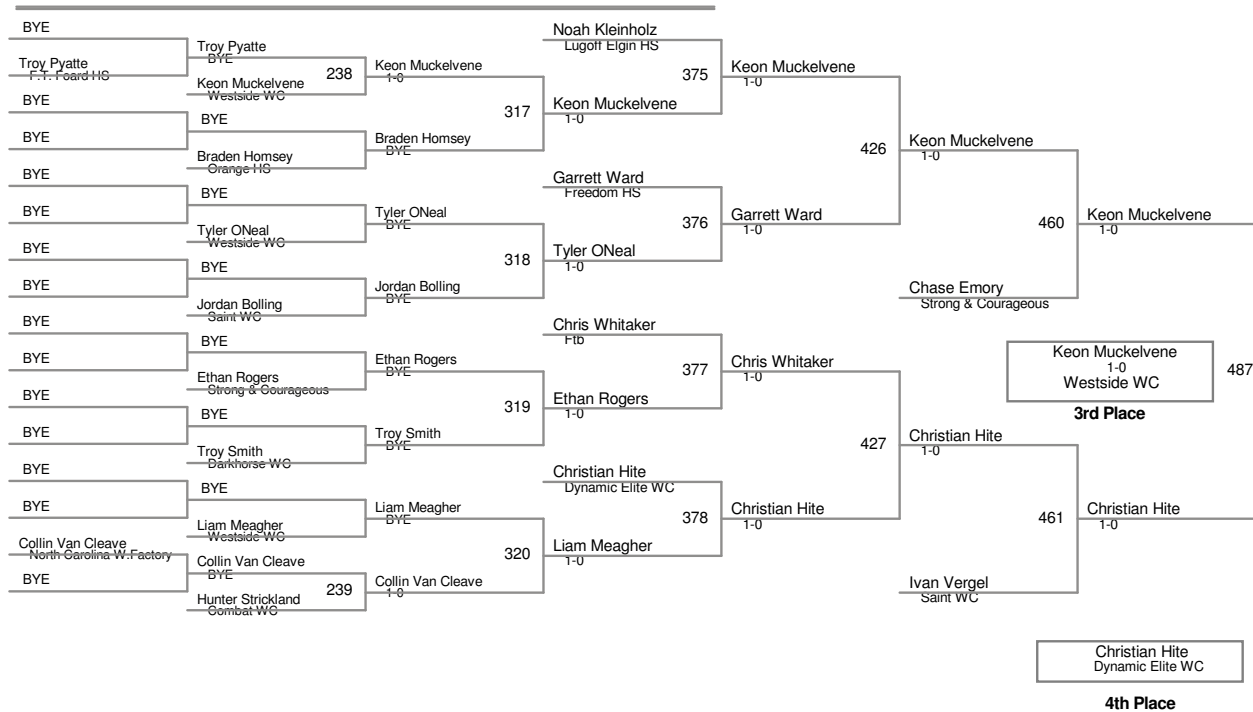 BYE
Troy Pyatte
F.T. Foard HS
BYE
BYE
BYE
BYE
BYE
BYE
BYE
BYE
BYE
BYE
BYE
BYE
Collin Van Cleave
North Carolina W.Factory
BYE
Troy Pyatte
BYE
238
Keon Muckelvene
Westside WC
BYE
Braden Homsey
Orange HS
BYE
Tyler ONeal
Westside WC
BYE
Jordan Bolling
Saint WC
BYE
Ethan Rogers
Strong & Courageous
BYE
Troy Smith
Darkhorse WC
BYE
Liam Meagher
Westside WC
Collin Van Cleave
BYE
239
Hunter Strickland
Combat WC
Keon Muckelvene
1-0
317
Braden Homsey
BYE
Tyler ONeal
BYE
318
Jordan Bolling
BYE
Ethan Rogers
BYE
319
Troy Smith
BYE
Liam Meagher
BYE
320
Collin Van Cleave
1-0
Noah Kleinholz
Lugoff Elgin HS
375
Keon Muckelvene
1-0
Garrett Ward
Freedom HS
376
Tyler ONeal
1-0
Chris Whitaker
Ftb
377
Ethan Rogers
1-0
Christian Hite
Dynamic Elite WC
378
Liam Meagher
1-0
Keon Muckelvene
1-0
426
Garrett Ward
1-0
Chris Whitaker
1-0
427
Christian Hite
1-0
Keon Muckelvene
1-0
460
Chase Emory
Strong & Courageous
Christian Hite
1-0
461
Ivan Vergel
Saint WC
Keon Muckelvene
1-0
Christian Hite
1-0
Keon Muckelvene
1-0
Westside WC
487
3rd Place
Christian Hite
Dynamic Elite WC
4th Place